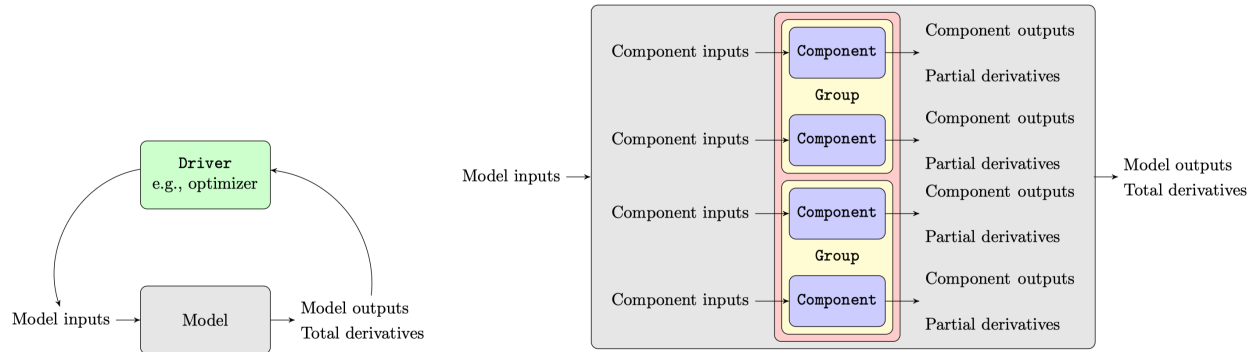 Driver
e.g., optimizer
Model inputs
Model
Model outputs
Total derivatives
Model inputs
Component inputs
Component
Component outputs
Partial derivatives
Group
Component inputs
Component
Component outputs
Partial derivatives
Component inputs
Component
Component outputs
Partial derivatives
Group
Component inputs
Component
Component outputs
Partial derivatives
Model outputs
Total derivatives